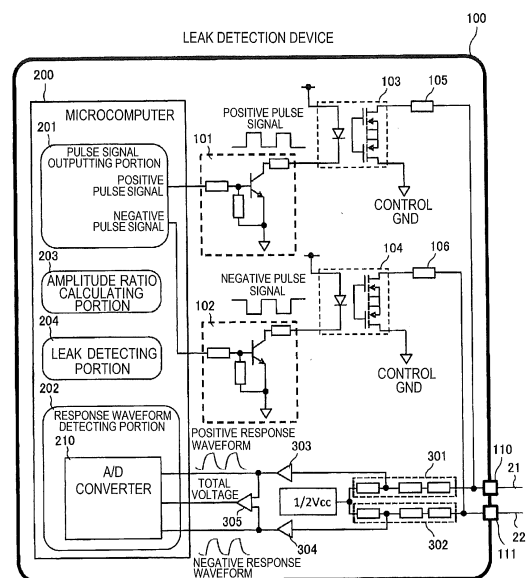 LEAK DETECTION DEVICE
100
200
MICROCOMPUTER
201
PULSE SIGNAL
OUTPUTTING PORTION
POSITIVE
PULSE SIGNAL
NEGATIVE
PULSE SIGNAL
203
AMPLITUDE RATIO
CALCULATING
PORTION
204
LEAK DETECTING
PORTION
202
RESPONSE WAVEFORM
DETECTING PORTION
210
A/D
CONVERTER
POSITIVE PULSE
SIGNAL
101
103
105
CONTROL
GND
NEGATIVE PULSE
SIGNAL
102
104
106
CONTROL
GND
POSITIVE RESPONSE
WAVEFORM
303
TOTAL
VOLTAGE
305
304
NEGATIVE RESPONSE
WAVEFORM
1/2Vcc
301
302
110
21
22
111